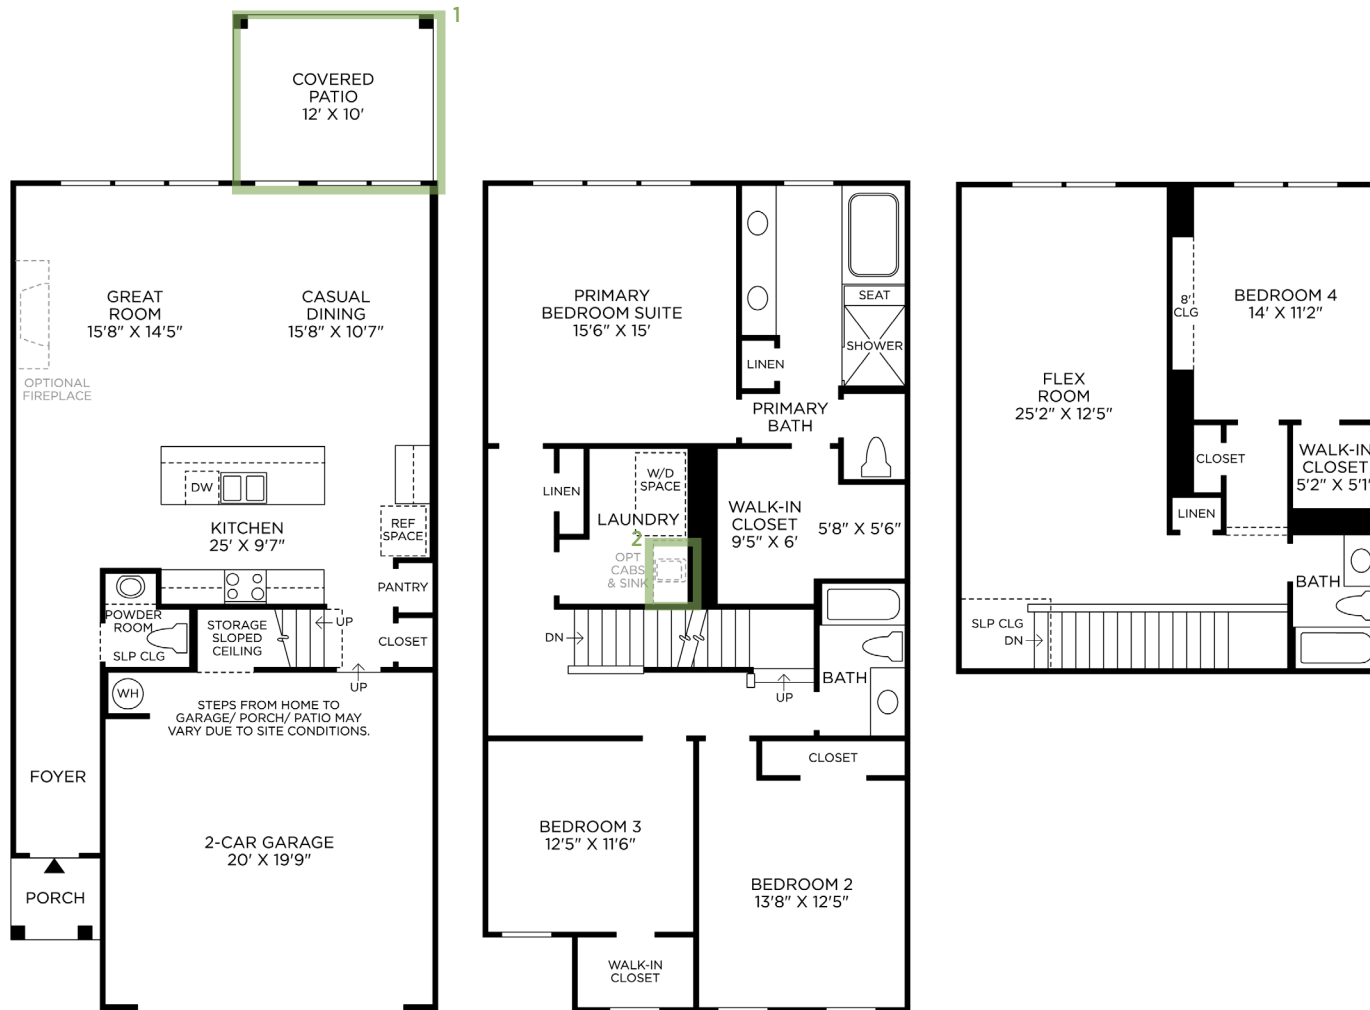 1
COVERED
PATIO
12' X 10'
GREAT
ROOM
15'8" X 14'5"
CASUAL
DINING
15'8" X 10'7"
OPTIONAL
FIREPLACE
DW
KITCHEN
25' X 9'7"
REF
SPACE
PANTRY
POWDER
ROOM
SLP CLG
STORAGE
SLOPED
CEILING
UP
CLOSET
UP
WH
STEPS FROM HOME TO
GARAGE/ PORCH/ PATIO MAY
VARY DUE TO SITE CONDITIONS.
FOYER
2-CAR GARAGE
20' X 19'9"
PORCH
PRIMARY
BEDROOM SUITE
15'6" X 15'
SEAT
SHOWER
LINEN
PRIMARY
BATH
LINEN
W/D
SPACE
LAUNDRY
2
OPT
CABS
& SINK
WALK-IN
CLOSET
9'5" X 6'
5'8" X 5'6"
DN
BATH
UP
CLOSET
BEDROOM 3
12'5" X 11'6"
BEDROOM 2
13'8" X 12'5"
WALK-IN
CLOSET
8'
CLG
BEDROOM 4
14' X 11'2"
FLEX
ROOM
25'2" X 12'5"
CLOSET
WALK-IN
CLOSET
5'2" X 5'1"
LINEN
BATH
SLP CLG
DN